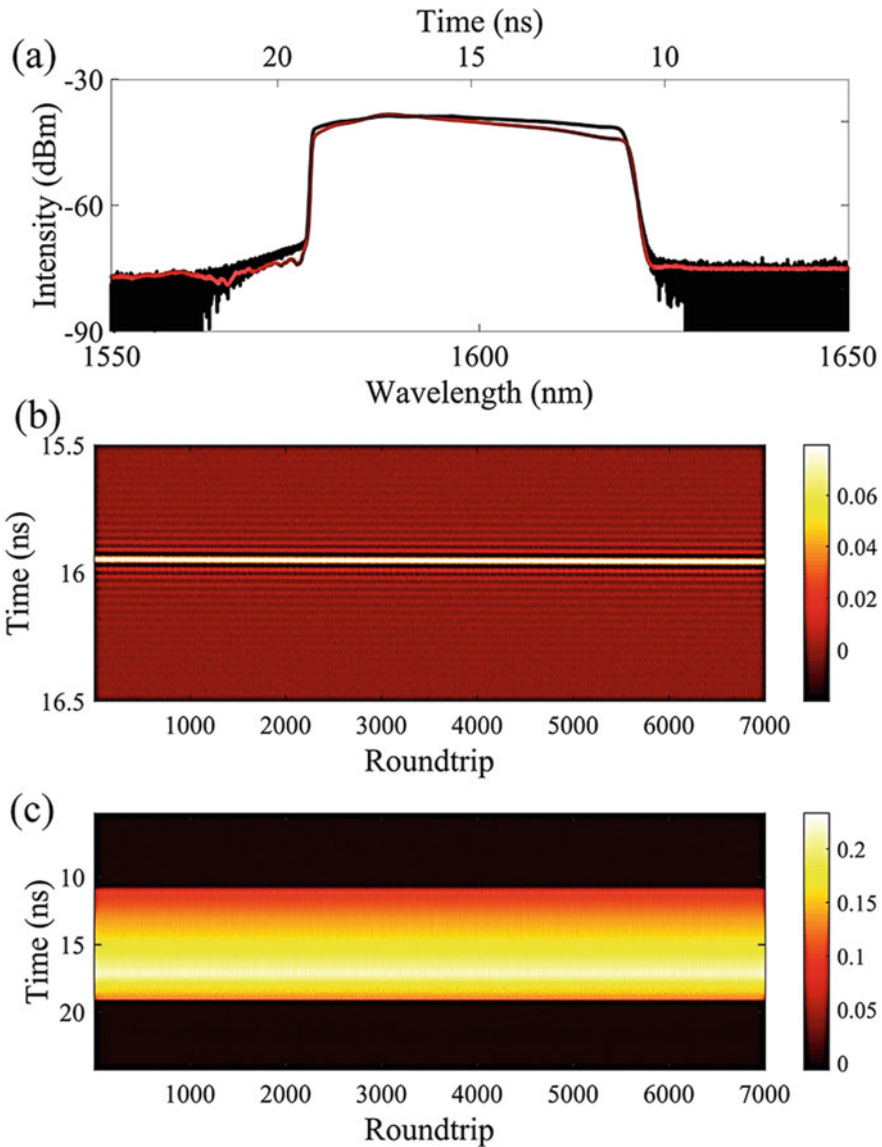 Time (ns)
(a)
20 15 10
-30
-60
-90
Intensity (dBm)
1550 1600 1650
Wavelength (nm)
(b)
15.5
16
16.5
Time (ns)
0.06
0.04
0.02
0
1000 2000 3000 4000 5000 6000 7000
Roundtrip
(c)
10
15
20
Time (ns)
0.2
0.15
0.1
0.05
0
1000 2000 3000 4000 5000 6000 7000
Roundtrip